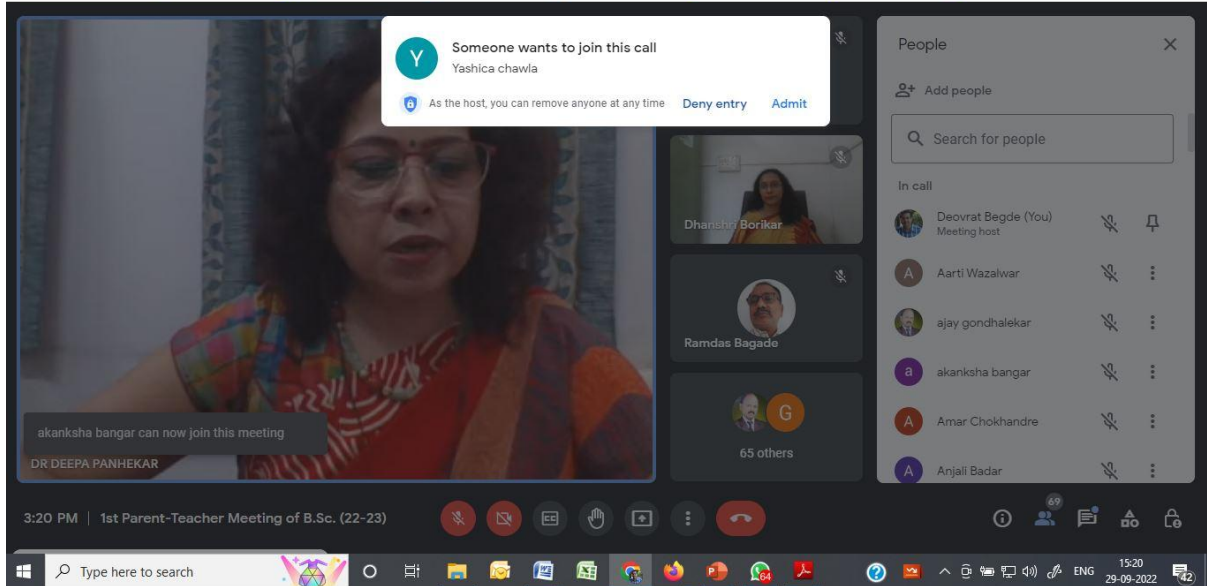 Y
Someone wants to join this call
Yashica chawla
As the host, you can remove anyone at any time
Deny entry
Admit
akanksha bangar can now join this meeting
DR DEEPA PANHEKAR
Dhanshri Borikar
Ramdas Bagade
G
65 others
People
Add people
Search for people
In call
Deovrat Begde (You)
Meeting host
A
Aarti Wazalwar
ajay gondhalekar
a
akanksha bangar
A
Amar Chokhandre
A
Anjali Badar
3:20 PM | 1st Parent-Teacher Meeting of B.Sc. (22-23)
CC
69
Type here to search
64
ENG
15:20
29-09-2022
42